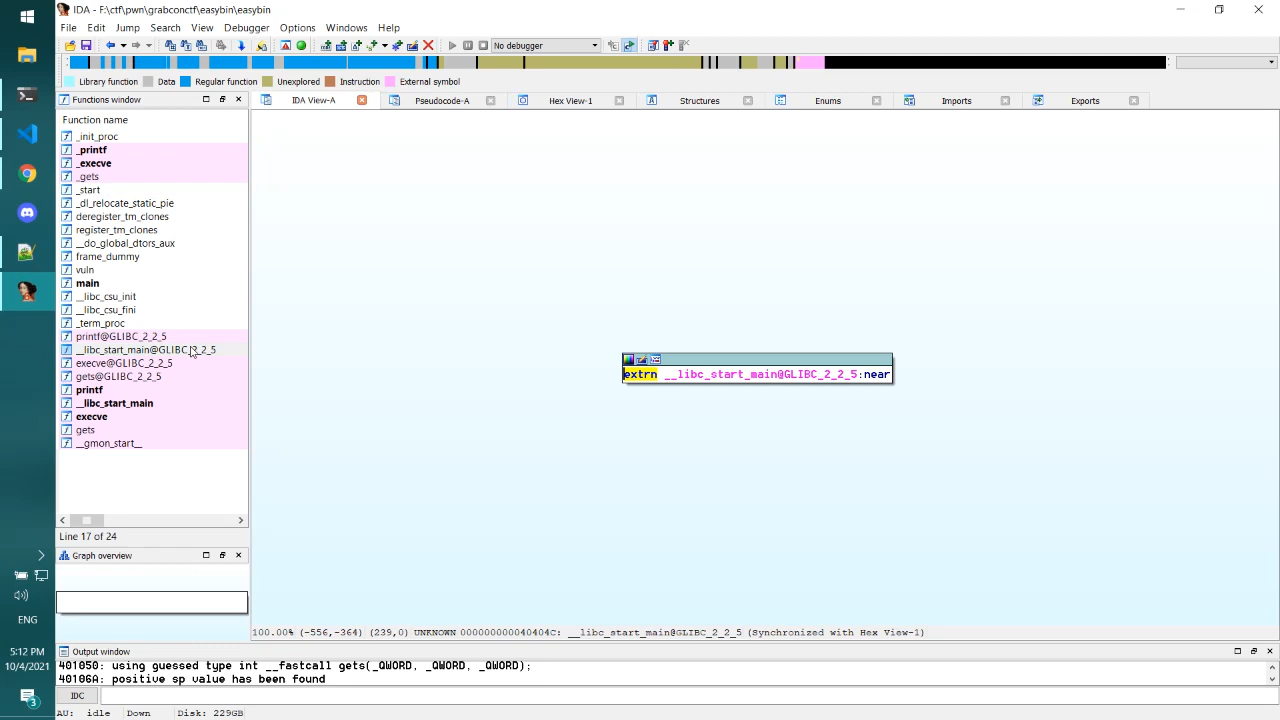 IDA - F:\ctf\pwn\grabconctf\easybin\easybin
File Edit Jump Search View Debugger Options Windows Help
No debugger
Library function Data Regular function Unexplored Instruction External symbol
Functions window
IDA View-A Pseudocode-A Hex View-1 Structures Enums Imports Exports
Function name
_init_proc
_printf
_execve
_gets
_start
_dl_relocate_static_pie
deregister_tm_clones
register_tm_clones
__do_global_dtors_aux
frame_dummy
vuln
main
__libc_csu_init
__libc_csu_fini
_term_proc
printf@GLIBC_2_2_5
__libc_start_main@GLIBC_2_2_5
execve@GLIBC_2_2_5
gets@GLIBC_2_2_5
printf
__libc_start_main
execve
gets
__gmon_start__
extrn __libc_start_main@GLIBC_2_2_5:near
Line 17 of 24
Graph overview
100.00% (-556,-364) (239,0) UNKNOWN 000000000040404C: __libc_start_main@GLIBC_2_2_5 (Synchronized with Hex View-1)
Output window
401050: using guessed type int __fastcall gets(_QWORD, _QWORD, _QWORD);
40106A: positive sp value has been found
IDC
AU: idle Down Disk: 229GB
ENG
5:12 PM
10/4/2021
3